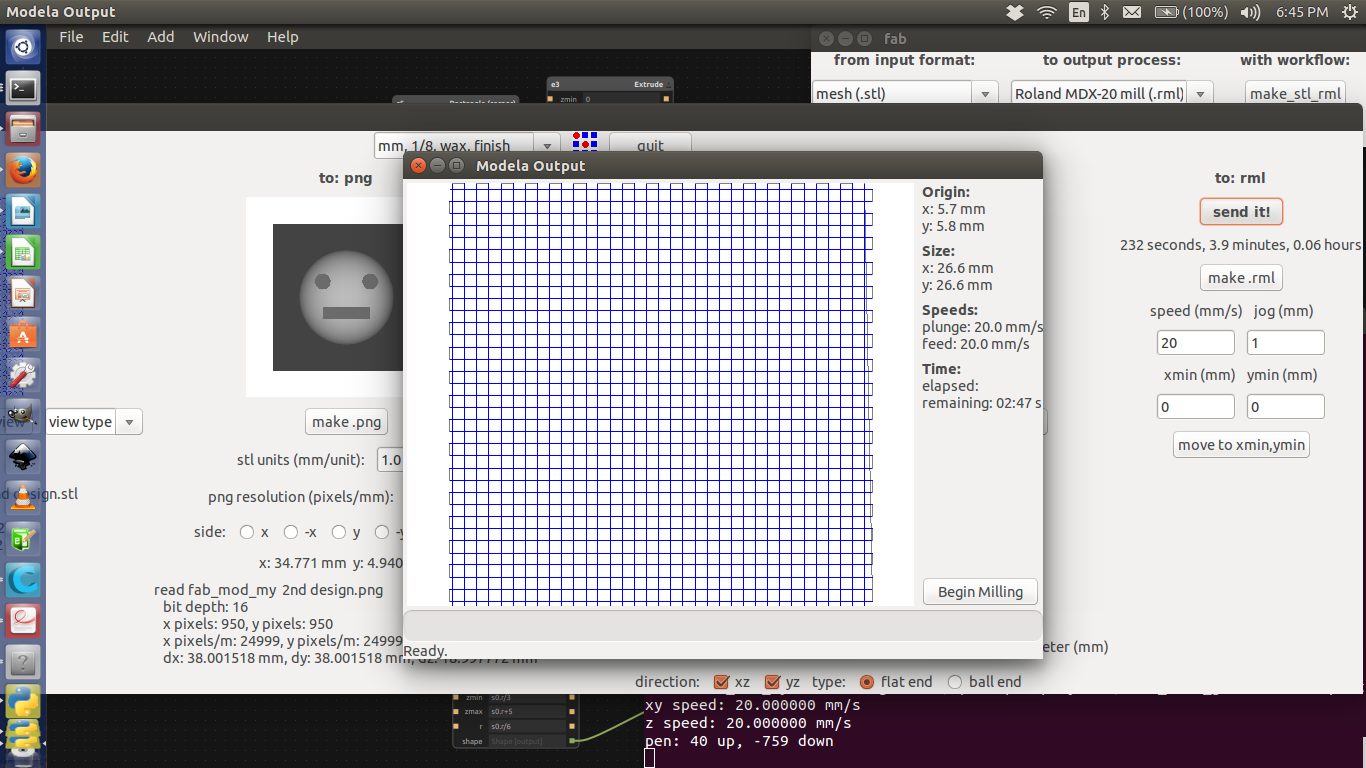 Modela Output
En
(100%)
6:45 PM
File Edit Add Window Help
fab
from input format: to output process: with workflow:
mesh (.stl) Roland MDX-20 mill (.rml) make_stl_rml
e3 Extrude
zmin 0
mm, 1/8, wax, finish quit
Modela Output
to: png
to: rml
send it!
232 seconds, 3.9 minutes, 0.06 hours
make .rml
speed (mm/s) jog (mm)
20 1
xmin (mm) ymin (mm)
0 0
move to xmin,ymin
Origin:
x: 5.7 mm
y: 5.8 mm
Size:
x: 26.6 mm
y: 26.6 mm
Speeds:
plunge: 20.0 mm/s
feed: 20.0 mm/s
Time:
elapsed:
remaining: 02:47 s
Begin Milling
Ready.
view type
make .png
stl units (mm/unit): 1.0
design.stl
png resolution (pixels/mm):
side: x -x y -y
x: 34.771 mm y: 4.940
read fab_mod_my 2nd design.png
bit depth: 16
x pixels: 950, y pixels: 950
x pixels/m: 24999, y pixels/m: 24999
dx: 38.001518 mm, dy: 38.001518 mm, dz: 18.997772 mm
eter (mm)
direction: xz yz type: flat end ball end
zmin s0.r/3
zmax s0.r+5
r s0.r/6
shape Shape [output]
xy speed: 20.000000 mm/s
z speed: 20.000000 mm/s
pen: 40 up, -759 down